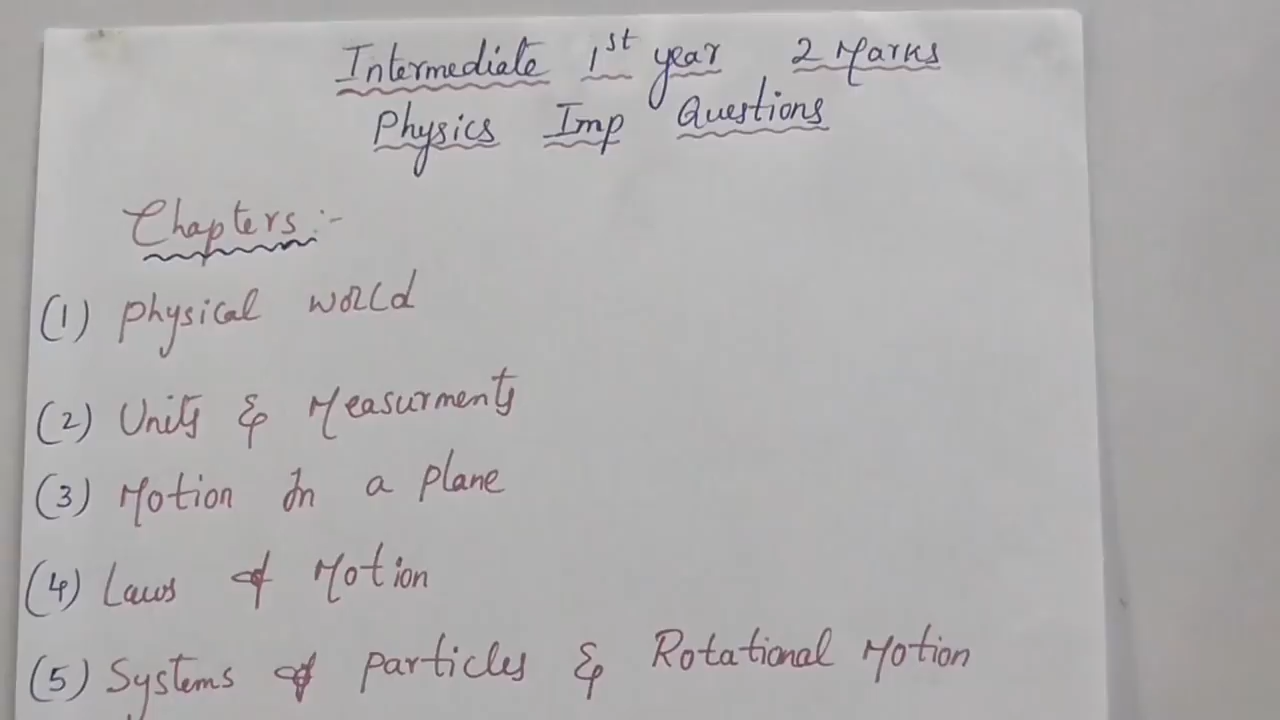 Intermediate 1st year 2 Marks
Physics Imp Questions
Chapters:-
(1) Physical world
(2) Units & Measurments
(3) Motion In a plane
(4) Laws of Motion
(5) Systems of particles & Rotational Motion